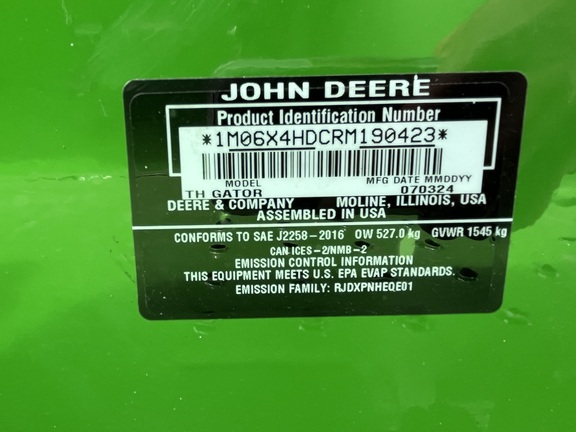 JOHN DEERE
Product Identification Number
*1M06X4HDCRM190423*
MODEL MFG DATE MMDDYY
TH GATOR 070324
DEERE & COMPANY MOLINE, ILLINOIS, USA
ASSEMBLED IN USA
CONFORMS TO SAE J2258-2016 OW 527.0 kg GVWR 1545 kg
CAN ICES-2/NMB-2
EMISSION CONTROL INFORMATION
THIS EQUIPMENT MEETS U.S. EPA EVAP STANDARDS.
EMISSION FAMILY: RJDXPNHEQE01